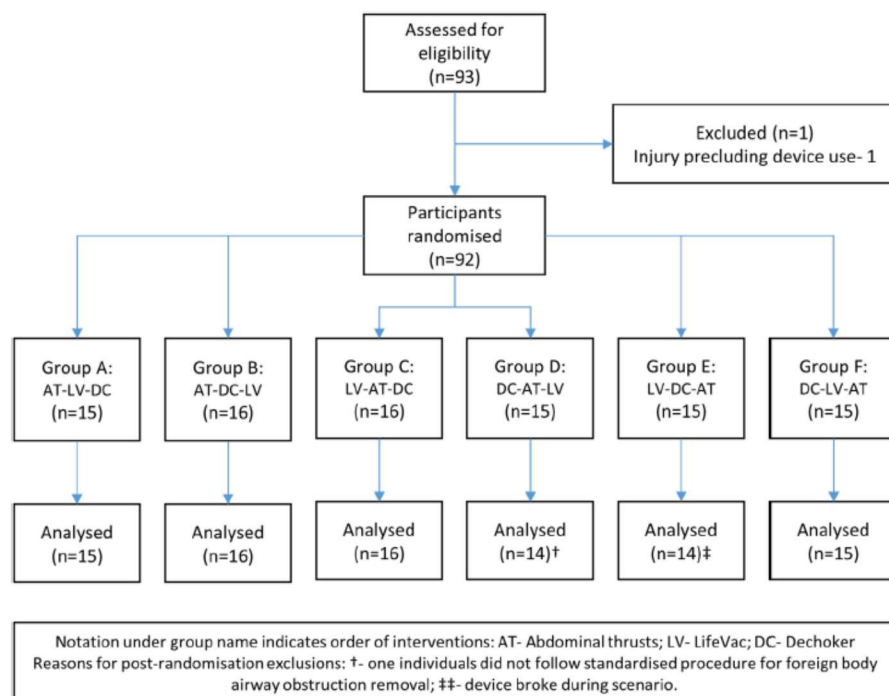 Assessed for
eligibility
(n=93)
Excluded (n=1)
Injury precluding device use- 1
Participants
randomised
(n=92)
Group A:
AT-LV-DC
(n=15)
Group B:
AT-DC-LV
(n=16)
Group C:
LV-AT-DC
(n=16)
Group D:
DC-AT-LV
(n=15)
Group E:
LV-DC-AT
(n=15)
Group F:
DC-LV-AT
(n=15)
Analysed
(n=15)
Analysed
(n=16)
Analysed
(n=16)
Analysed
(n=14)†
Analysed
(n=14)‡
Analysed
(n=15)
Notation under group name indicates order of interventions: AT- Abdominal thrusts; LV- LifeVac; DC- Dechoker
Reasons for post-randomisation exclusions: †- one individuals did not follow standardised procedure for foreign body
airway obstruction removal; ‡‡- device broke during scenario.